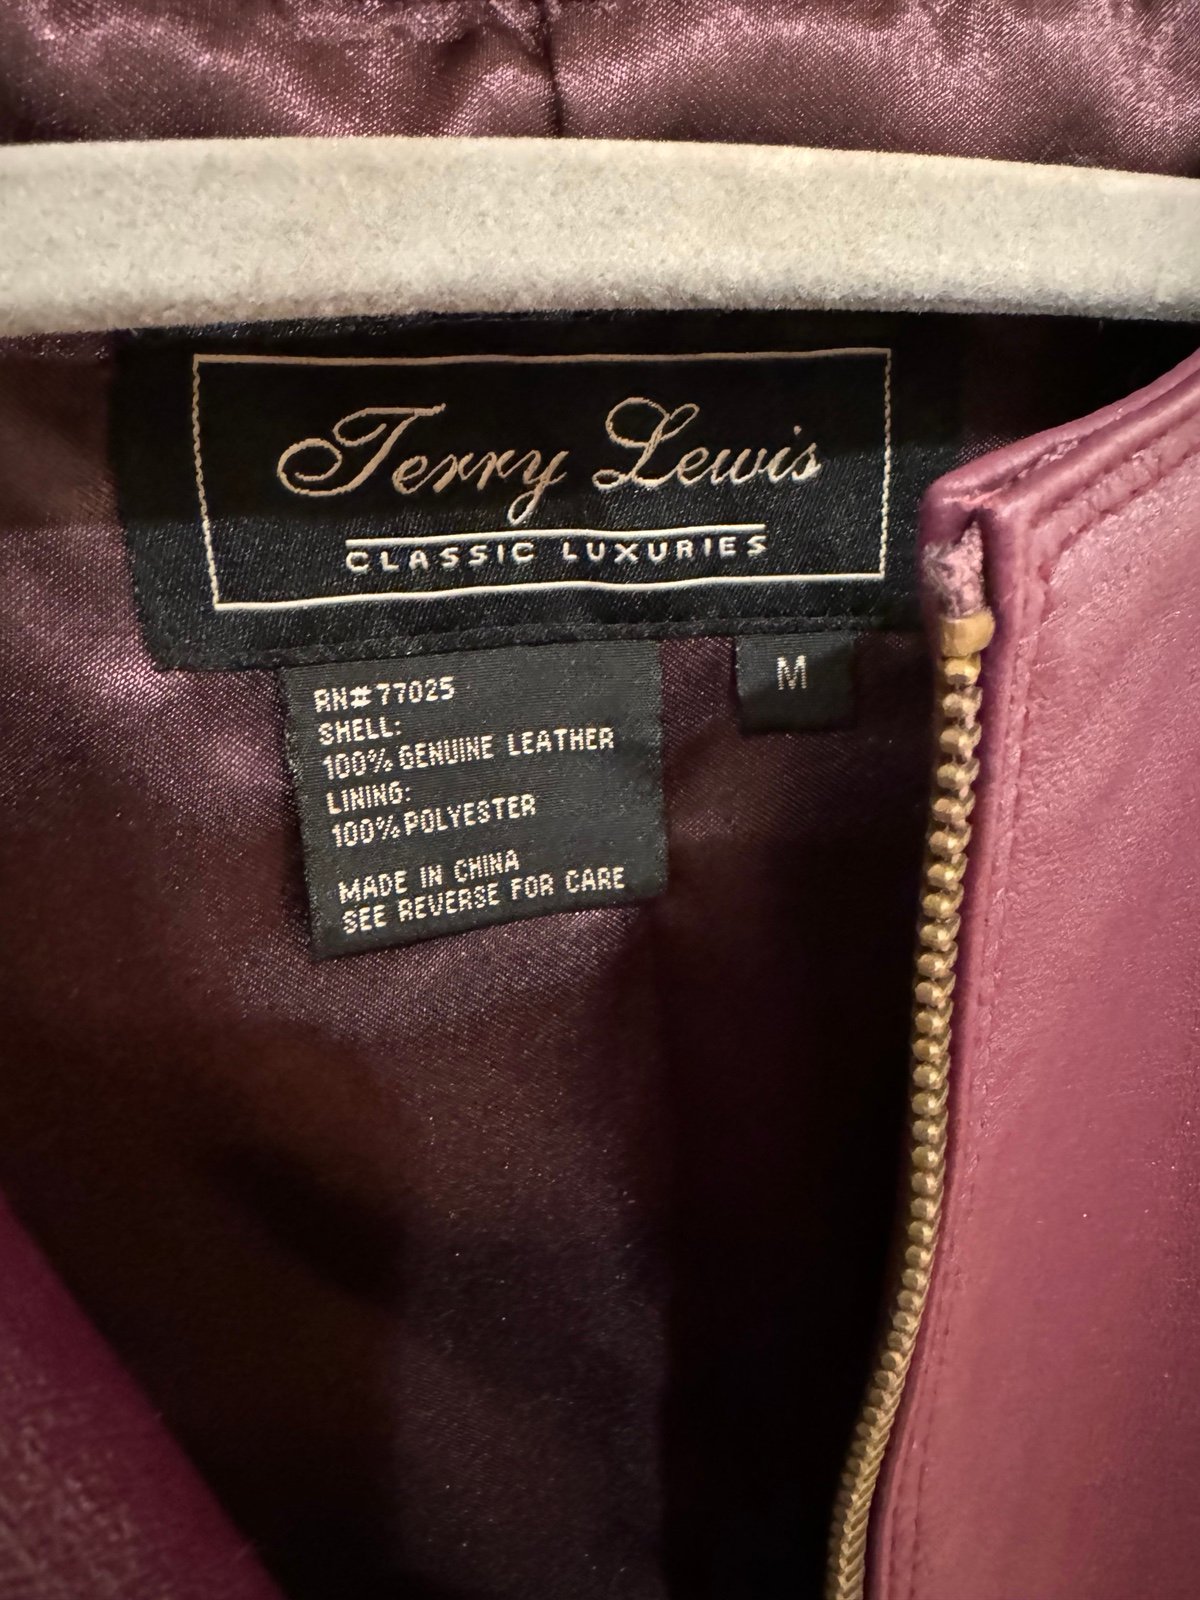 Terry Lewis
CLASSIC LUXURIES
M
RN#77025
SHELL:
100% GENUINE LEATHER
LINING:
100% POLYESTER
MADE IN CHINA
SEE REVERSE FOR CARE